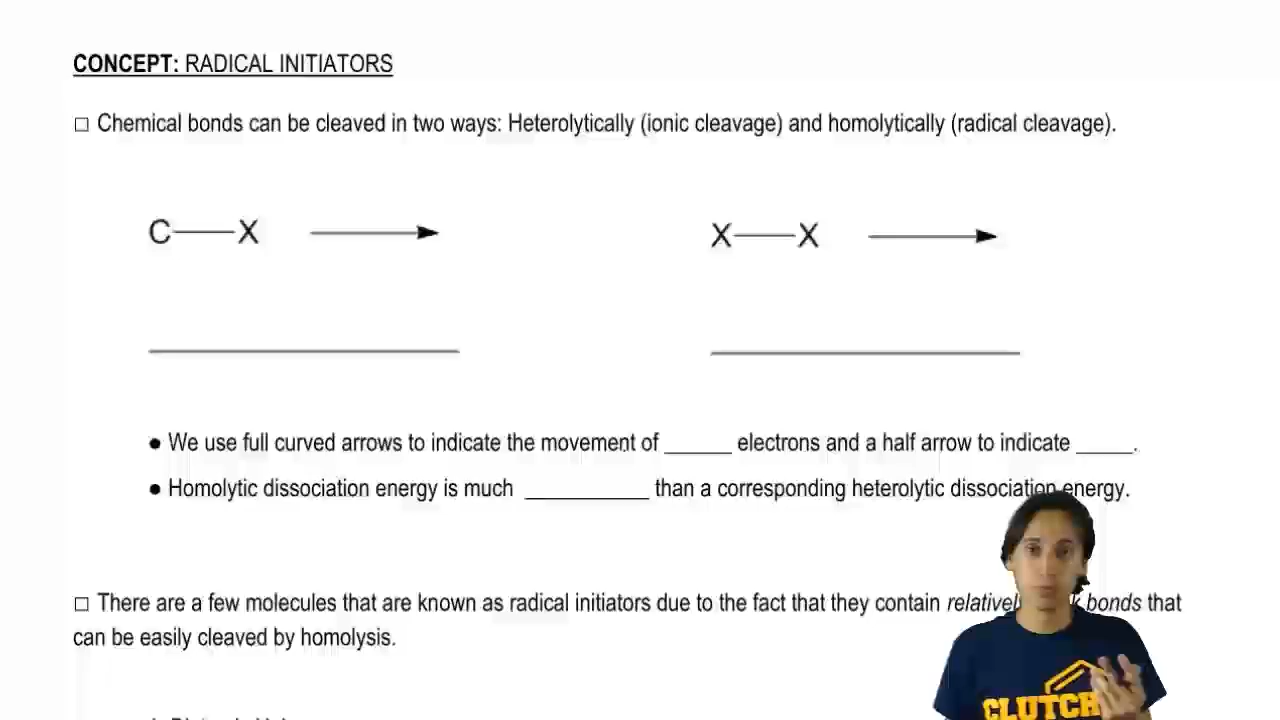 CONCEPT: RADICAL INITIATORS
□ Chemical bonds can be cleaved in two ways: Heterolytically (ionic cleavage) and homolytically (radical cleavage).
C—X X—X
● We use full curved arrows to indicate the movement of ______ electrons and a half arrow to indicate _____.
● Homolytic dissociation energy is much ___________ than a corresponding heterolytic dissociation energy.
□ There are a few molecules that are known as radical initiators due to the fact that they contain bonds that
can be easily cleaved by homolysis.
CLUTCH